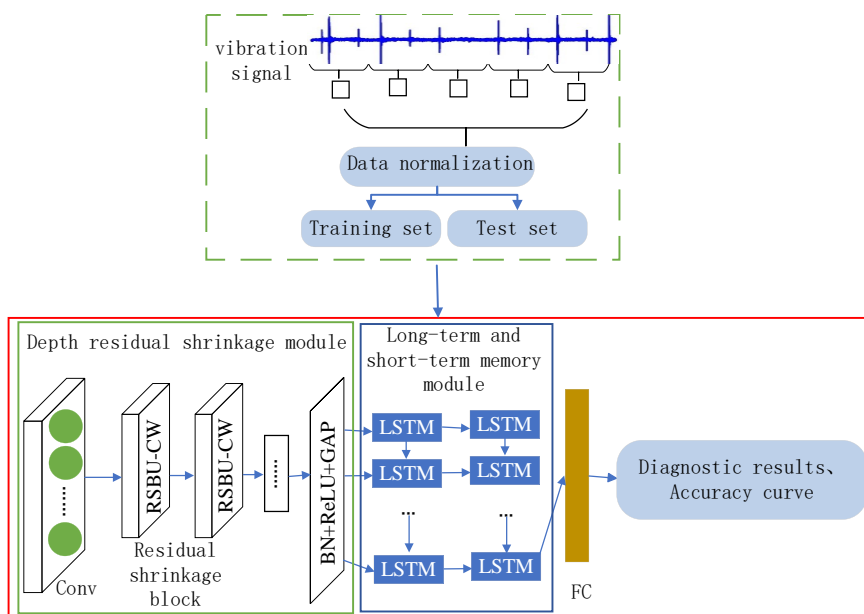 vibration
signal
Data normalization
Training set
Test set
Depth residual shrinkage module
Long-term and
short-term memory
module
RSBU-CW
RSBU-CW
......
BN+ReLU+GAP
......
Conv
Residual
shrinkage
block
LSTM
LSTM
LSTM
LSTM
...
...
LSTM
LSTM
FC
Diagnostic results、
Accuracy curve